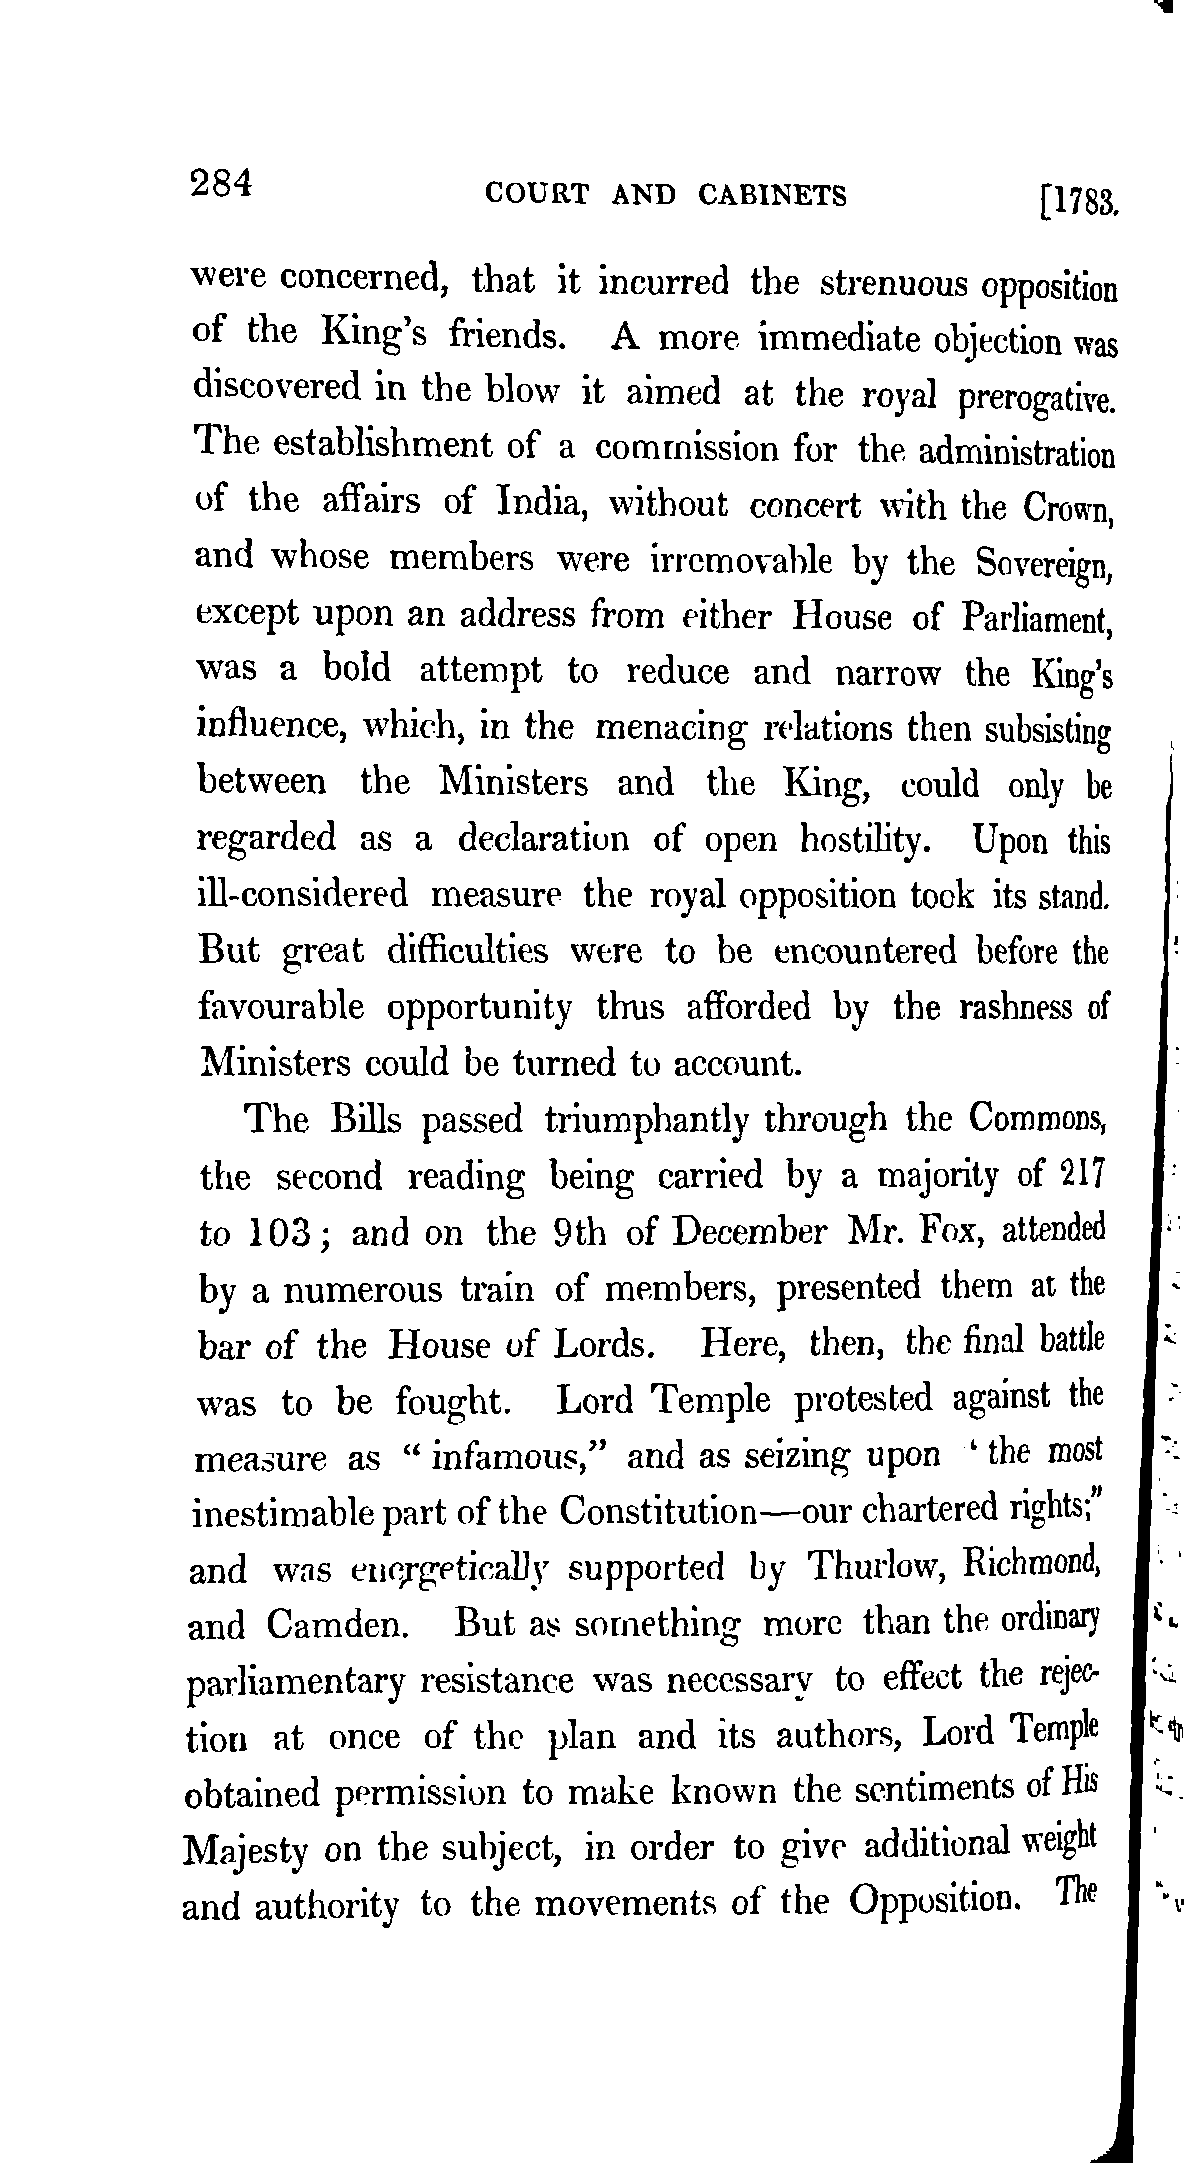 284 COURT AND CABINETS [1783.
were concerned, that it incurred the strenuous opposition
of the King's friends. A more immediate objection was
discovered in the blow it aimed at the royal prerogative.
The establishment of a commission for the administration
of the affairs of India, without concert with the Crown,
and whose members were irremovable by the Sovereign,
except upon an address from either House of Parliament,
was a bold attempt to reduce and narrow the King's
influence, which, in the menacing relations then subsisting
between the Ministers and the King, could only be
regarded as a declaration of open hostility. Upon this
ill-considered measure the royal opposition took its stand.
But great difficulties were to be encountered before the
favourable opportunity thus afforded by the rashness of
Ministers could be turned to account.
The Bills passed triumphantly through the Commons,
the second reading being carried by a majority of 217
to 103; and on the 9th of December Mr. Fox, attended
by a numerous train of members, presented them at the
bar of the House of Lords. Here, then, the final battle
was to be fought. Lord Temple protested against the
measure as "infamous," and as seizing upon ' the most
inestimable part of the Constitution—our chartered rights;"
and was energetically supported by Thurlow, Richmond,
and Camden. But as something more than the ordinary
parliamentary resistance was necessary to effect the rejec-
tion at once of the plan and its authors, Lord Temple
obtained permission to make known the sentiments of His
Majesty on the subject, in order to give additional weight
and authority to the movements of the Opposition. The